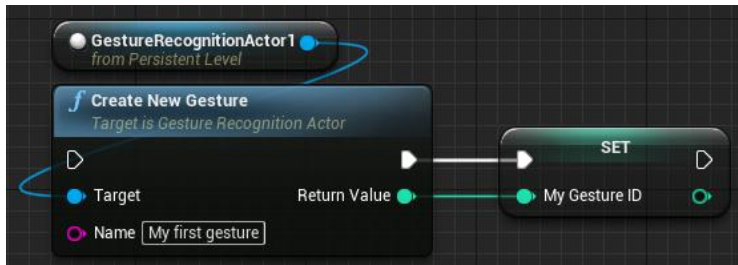 GestureRecognitionActor1
from Persistent Level
f Create New Gesture
Target is Gesture Recognition Actor
SET
Target Return Value My Gesture ID
Name My first gesture